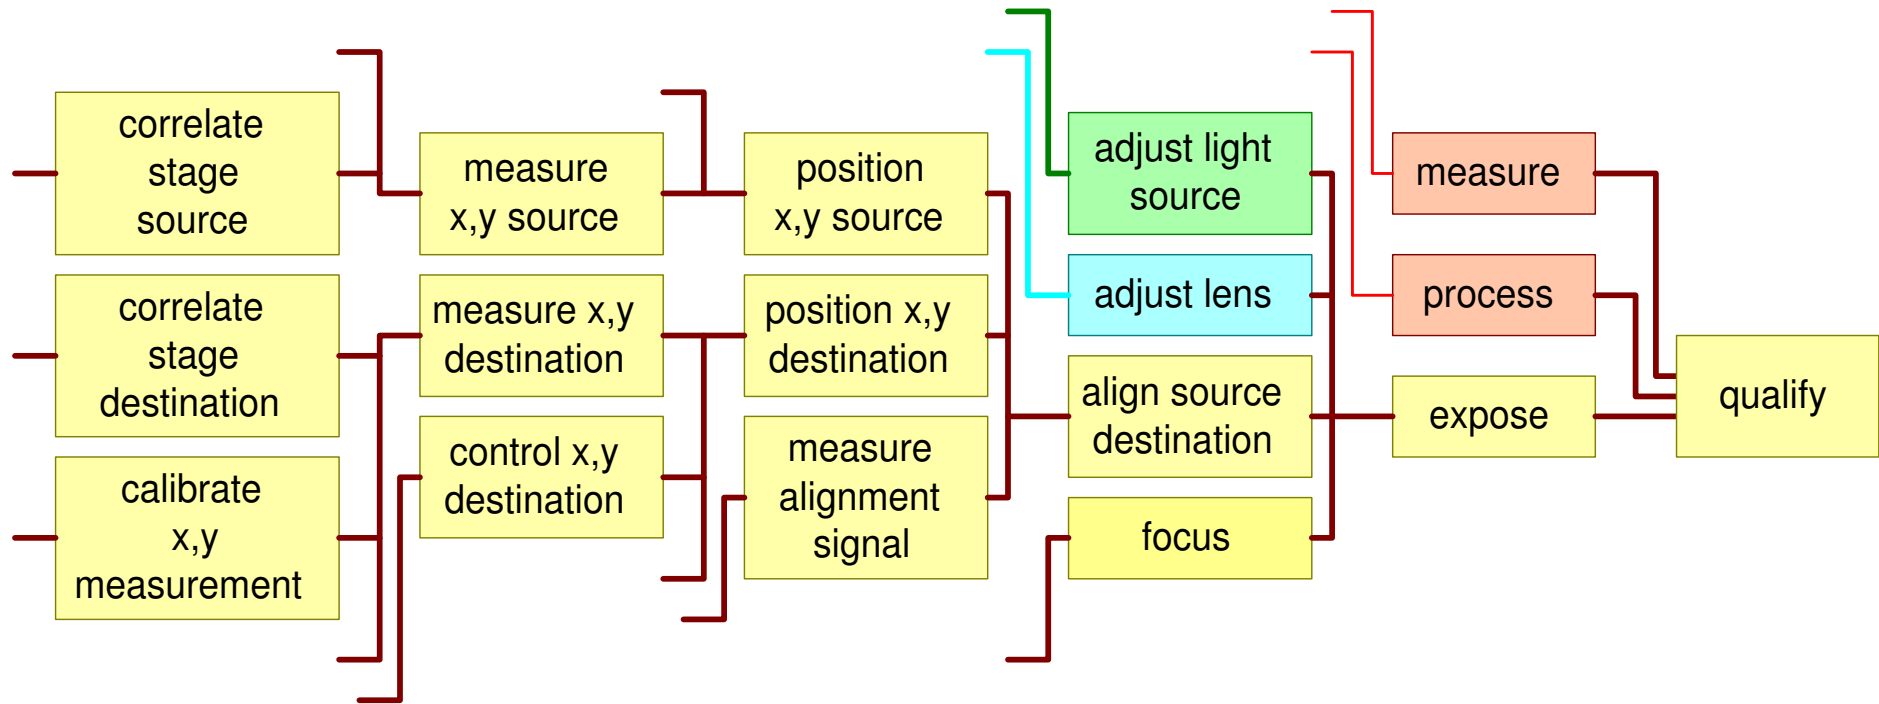 correlate
stage
source
correlate
stage
destination
calibrate
x,y
measurement
measure
x,y source
measure x,y
destination
control x,y
destination
position
x,y source
position x,y
destination
measure
alignment
signal
adjust light
source
adjust lens
align source
destination
focus
measure
process
expose
qualify